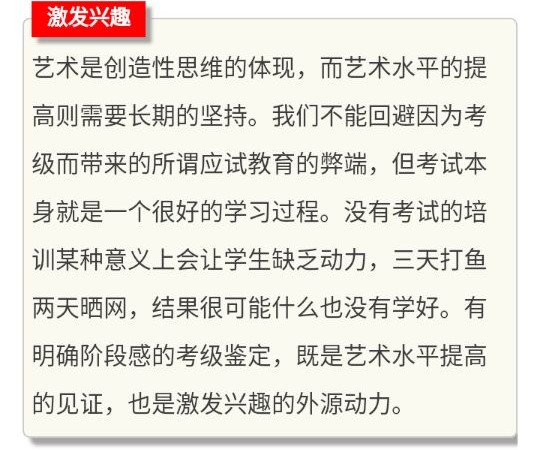 激发兴趣
艺术是创造性思维的体现，而艺术水平的提
高则需要长期的坚持。我们不能回避因为考
级而带来的所谓应试教育的弊端，但考试本
身就是一个很好的学习过程。没有考试的培
训某种意义上会让学生缺乏动力，三天打鱼
两天晒网，结果很可能什么也没有学好。有
明确阶段感的考级鉴定，既是艺术水平提高
的见证，也是激发兴趣的外源动力。